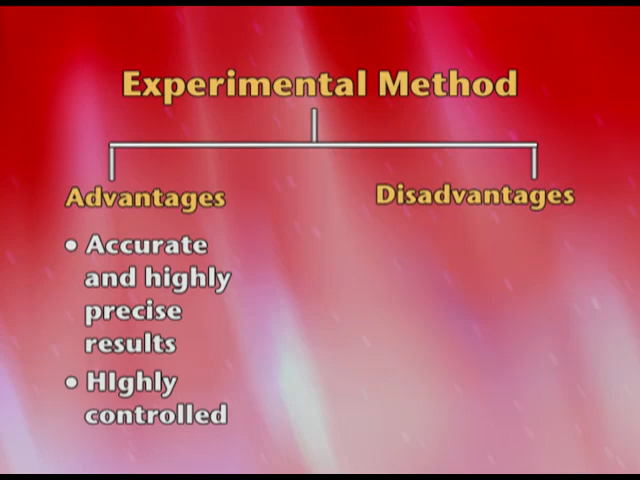 Experimental Method
Advantages
Disadvantages
• Accurate
and highly
precise
results
• HIghly
controlled